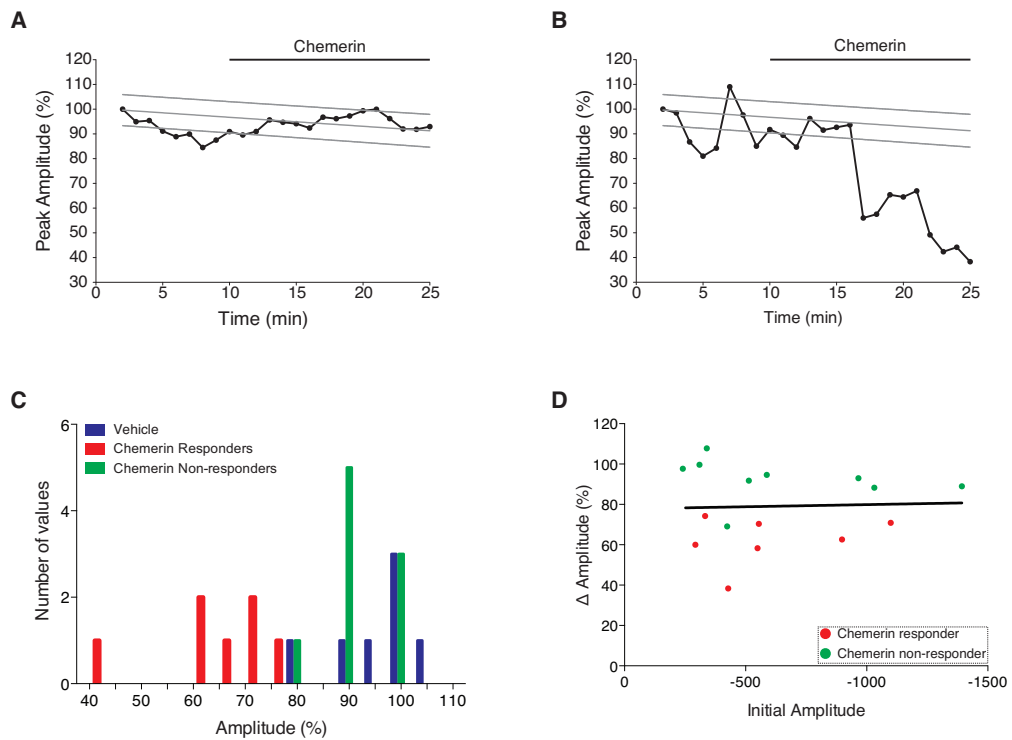 A
Chemerin
Peak Amplitude (%)
120
110
100
90
80
70
60
50
40
30
0
5
10
15
20
25
Time (min)
B
Chemerin
Peak Amplitude (%)
120
110
100
90
80
70
60
50
40
30
0
5
10
15
20
25
Time (min)
C
Vehicle
Chemerin Responders
Chemerin Non-responders
Number of values
6
4
2
0
40
50
60
70
80
90
100
110
Amplitude (%)
D
Δ Amplitude (%)
120
100
80
60
40
20
0
Chemerin responder
Chemerin non-responder
0
-500
-1000
-1500
Initial Amplitude